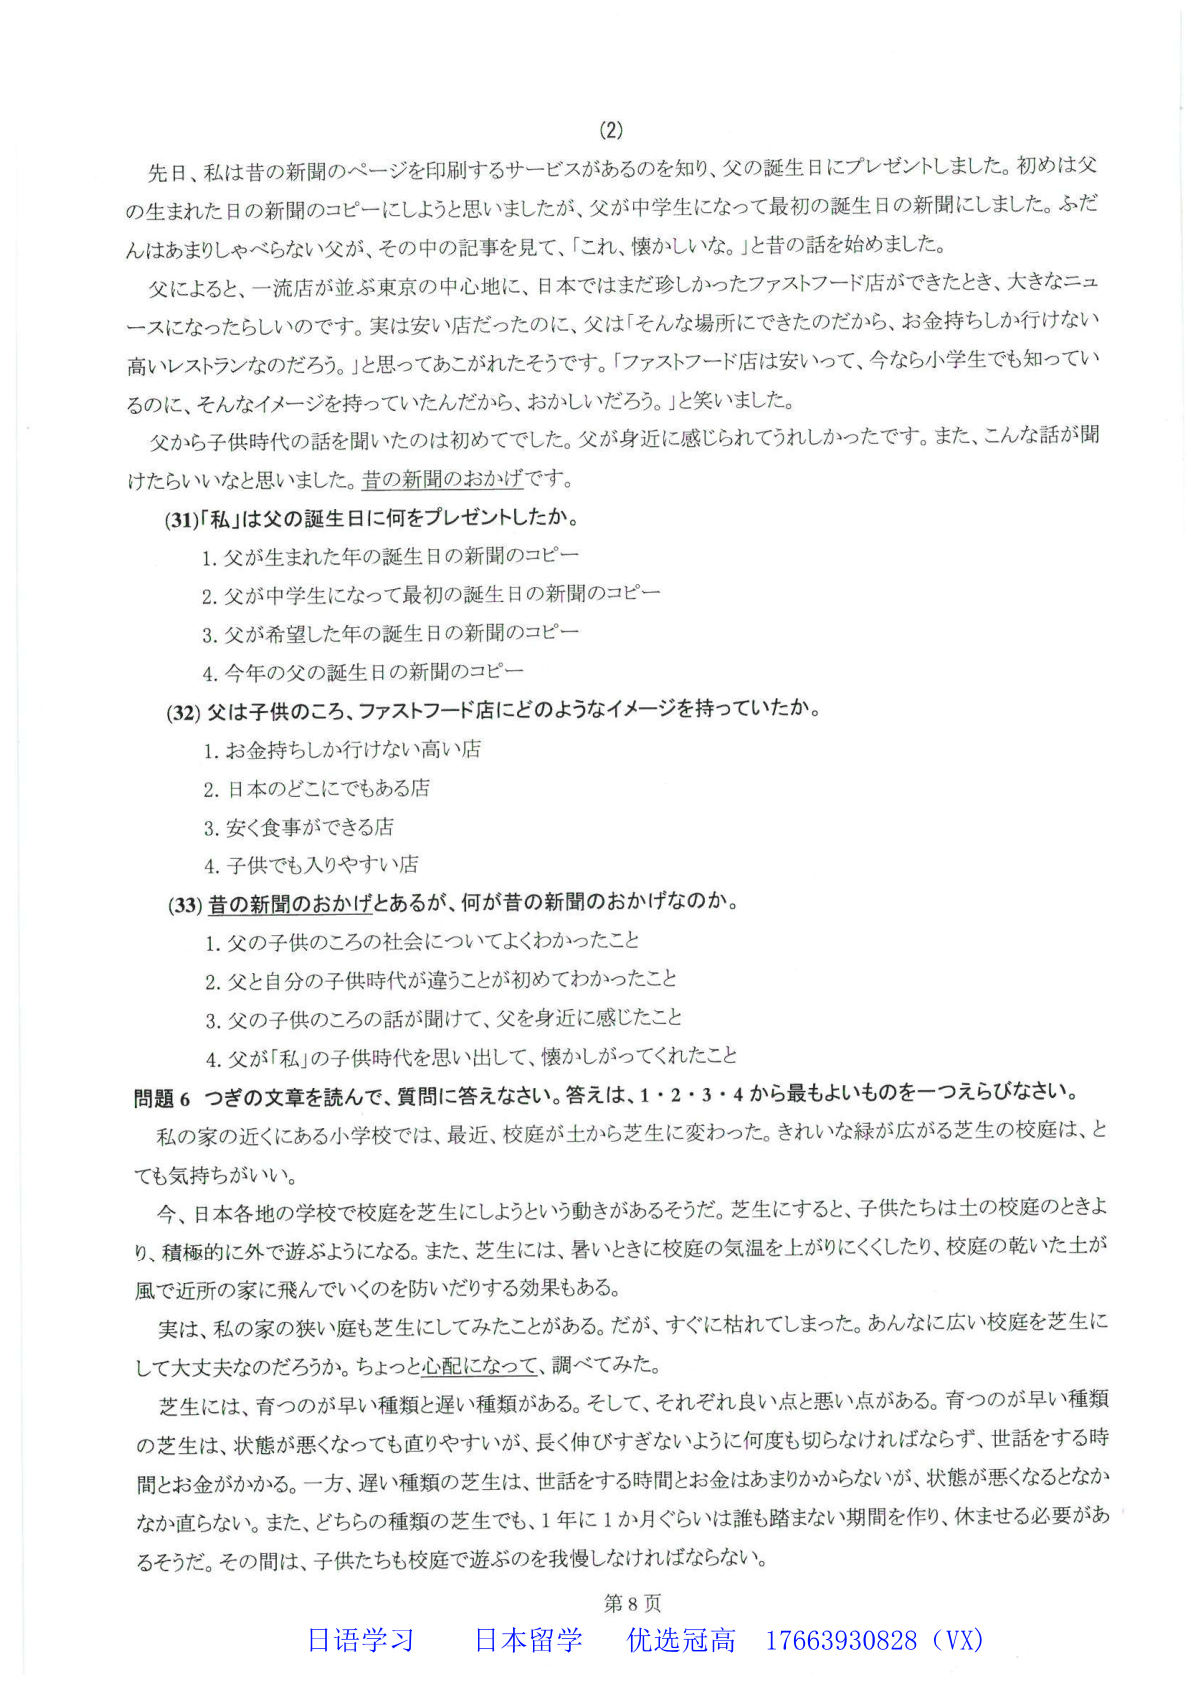 (2)
先日、私は昔の新聞のページを印刷するサービスがあるのを知り、父の誕生日にプレゼントしました。初めは父
の生まれた日の新聞のコピーにしようと思いましたが、父が中学生になって最初の誕生日の新聞にしました。ふだ
んはあまりしゃべらない父が、その中の記事を見て、「これ、懐かしいな。」と昔の話を始めました。
父によると、一流店が並ぶ東京の中心地に、日本ではまだ珍しかったファストフード店ができたとき、大きなニュ
ースになったらしいのです。実は安い店だったのに、父は「そんな場所にできたのだから、お金持ちしか行けない
高いレストランなのだろう。」と思ってあこがれたそうです。「ファストフード店は安いって、今なら小学生でも知ってい
るのに、そんなイメージを持っていたんだから、おかしいだろう。」と笑いました。
父から子供時代の話を聞いたのは初めてでした。父が身近に感じられてうれしかったです。また、こんな話が聞
けたらいいなと思いました。昔の新聞のおかげです。
(31)「私」は父の誕生日に何をプレゼントしたか。
1. 父が生まれた年の誕生日の新聞のコピー
2. 父が中学生になって最初の誕生日の新聞のコピー
3. 父が希望した年の誕生日の新聞のコピー
4. 今年の父の誕生日の新聞のコピー
(32) 父は子供のころ、ファストフード店にどのようなイメージを持っていたか。
1. お金持ちしか行けない高い店
2. 日本のどこにでもある店
3. 安く食事ができる店
4. 子供でも入りやすい店
(33) 昔の新聞のおかげとあるが、何が昔の新聞のおかげなのか。
1. 父の子供のころの社会についてよくわかったこと
2. 父と自分の子供時代が違うことが初めてわかったこと
3. 父の子供のころの話が聞けて、父を身近に感じたこと
4. 父が「私」の子供時代を思い出して、懐かしがってくれたこと
問題 6 つぎの文章を読んで、質問に答えなさい。答えは、1・2・3・4 から最もよいものを一つえらびなさい。
私の家の近くにある小学校では、最近、校庭が土から芝生に変わった。きれいな緑が広がる芝生の校庭は、と
ても気持ちがいい。
今、日本各地の学校で校庭を芝生にしようという動きがあるそうだ。芝生にすると、子供たちは土の校庭のときよ
り、積極的に外で遊ぶようになる。また、芝生には、暑いときに校庭の気温を上がりにくくしたり、校庭の乾いた土が
風で近所の家に飛んでいくのを防いだりする効果もある。
実は、私の家の狭い庭も芝生にしてみたことがある。だが、すぐに枯れてしまった。あんなに広い校庭を芝生に
して大丈夫なのだろうか。ちょっと心配になって、調べてみた。
芝生には、育つのが早い種類と遅い種類がある。そして、それぞれ良い点と悪い点がある。育つのが早い種類
の芝生は、状態が悪くなっても直りやすいが、長く伸びすぎないように何度も切らなければならず、世話をする時
間とお金がかかる。一方、遅い種類の芝生は、世話をする時間とお金はあまりかからないが、状態が悪くなるとなか
なか直らない。また、どちらの種類の芝生でも、1 年に 1 か月ぐらいは誰も踏まない期間を作り、休ませる必要があ
るそうだ。その間は、子供たちも校庭で遊ぶのを我慢しなければならない。
第 8 页
日语学习 日本留学 优选冠高 17663930828（VX)